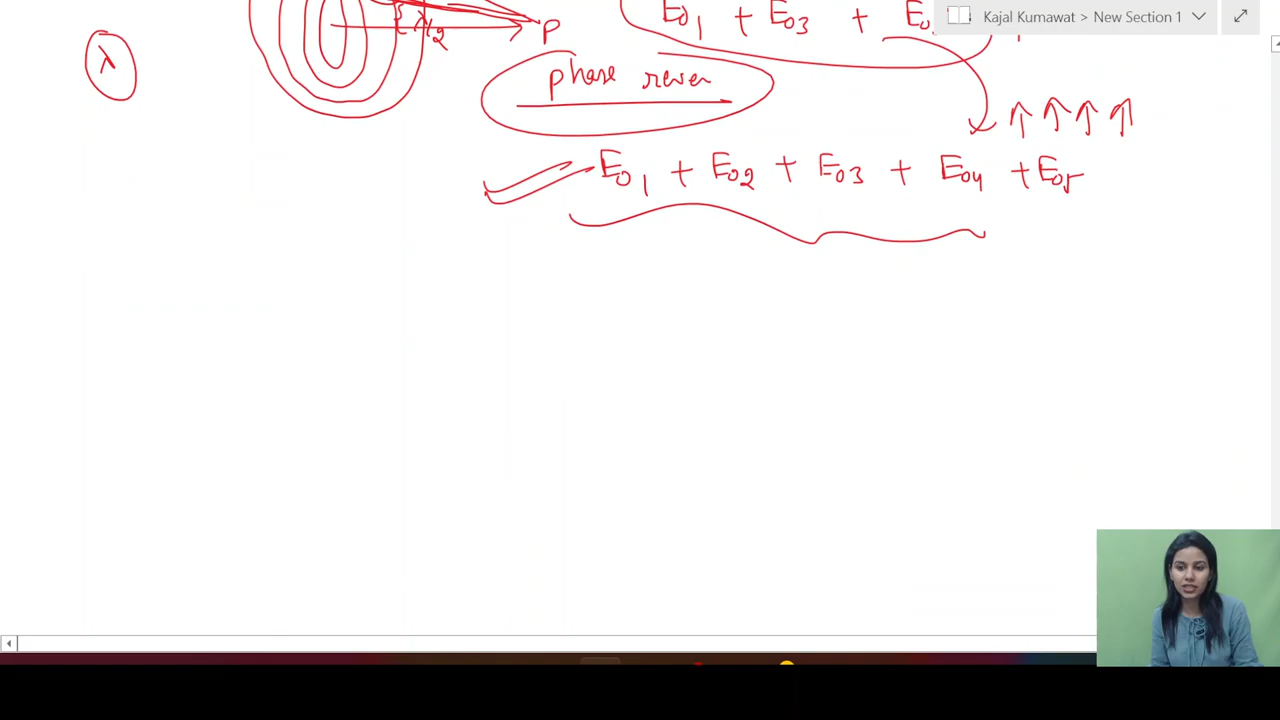 Kajal Kumawat > New Section 1
E01 + E03 + E0
λ
λ/2
P
phase rever
E01 + E02 + E03 + E04 + E05